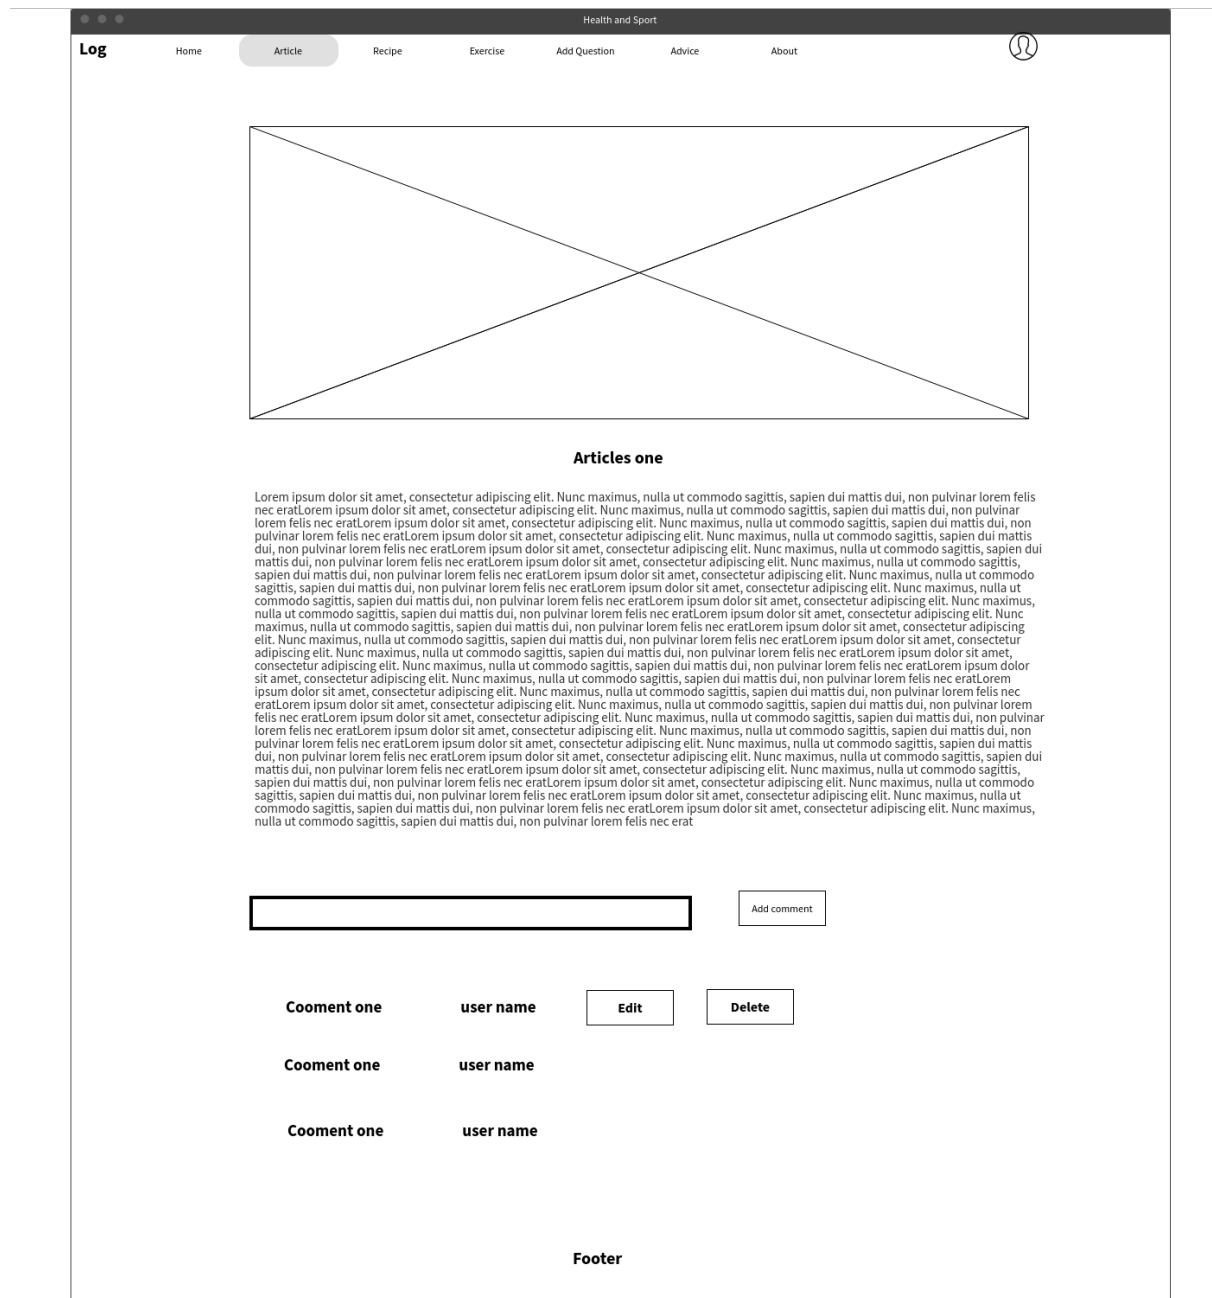 Health and Sport
Log Home Article Recipe Exercise Add Question Advice About
Articles one
Lorem ipsum dolor sit amet, consectetur adipiscing elit. Nunc maximus, nulla ut commodo sagittis, sapien dui mattis dui, non pulvinar lorem felis
nec eratLorem ipsum dolor sit amet, consectetur adipiscing elit. Nunc maximus, nulla ut commodo sagittis, sapien dui mattis dui, non pulvinar
lorem felis nec eratLorem ipsum dolor sit amet, consectetur adipiscing elit. Nunc maximus, nulla ut commodo sagittis, sapien dui mattis dui, non
pulvinar lorem felis nec eratLorem ipsum dolor sit amet, consectetur adipiscing elit. Nunc maximus, nulla ut commodo sagittis, sapien dui mattis
dui, non pulvinar lorem felis nec eratLorem ipsum dolor sit amet, consectetur adipiscing elit. Nunc maximus, nulla ut commodo sagittis, sapien dui
mattis dui, non pulvinar lorem felis nec eratLorem ipsum dolor sit amet, consectetur adipiscing elit. Nunc maximus, nulla ut commodo sagittis,
sapien dui mattis dui, non pulvinar lorem felis nec eratLorem ipsum dolor sit amet, consectetur adipiscing elit. Nunc maximus, nulla ut commodo
sagittis, sapien dui mattis dui, non pulvinar lorem felis nec eratLorem ipsum dolor sit amet, consectetur adipiscing elit. Nunc maximus, nulla ut
commodo sagittis, sapien dui mattis dui, non pulvinar lorem felis nec eratLorem ipsum dolor sit amet, consectetur adipiscing elit. Nunc maximus,
nulla ut commodo sagittis, sapien dui mattis dui, non pulvinar lorem felis nec eratLorem ipsum dolor sit amet, consectetur adipiscing elit. Nunc
maximus, nulla ut commodo sagittis, sapien dui mattis dui, non pulvinar lorem felis nec eratLorem ipsum dolor sit amet, consectetur adipiscing
elit. Nunc maximus, nulla ut commodo sagittis, sapien dui mattis dui, non pulvinar lorem felis nec eratLorem ipsum dolor sit amet, consectetur
adipiscing elit. Nunc maximus, nulla ut commodo sagittis, sapien dui mattis dui, non pulvinar lorem felis nec eratLorem ipsum dolor sit amet,
consectetur adipiscing elit. Nunc maximus, nulla ut commodo sagittis, sapien dui mattis dui, non pulvinar lorem felis nec eratLorem ipsum dolor
sit amet, consectetur adipiscing elit. Nunc maximus, nulla ut commodo sagittis, sapien dui mattis dui, non pulvinar lorem felis nec eratLorem
ipsum dolor sit amet, consectetur adipiscing elit. Nunc maximus, nulla ut commodo sagittis, sapien dui mattis dui, non pulvinar lorem felis nec
eratLorem ipsum dolor sit amet, consectetur adipiscing elit. Nunc maximus, nulla ut commodo sagittis, sapien dui mattis dui, non pulvinar lorem
felis nec eratLorem ipsum dolor sit amet, consectetur adipiscing elit. Nunc maximus, nulla ut commodo sagittis, sapien dui mattis dui, non pulvinar
lorem felis nec eratLorem ipsum dolor sit amet, consectetur adipiscing elit. Nunc maximus, nulla ut commodo sagittis, sapien dui mattis dui, non
pulvinar lorem felis nec eratLorem ipsum dolor sit amet, consectetur adipiscing elit. Nunc maximus, nulla ut commodo sagittis, sapien dui mattis
dui, non pulvinar lorem felis nec eratLorem ipsum dolor sit amet, consectetur adipiscing elit. Nunc maximus, nulla ut commodo sagittis, sapien dui
mattis dui, non pulvinar lorem felis nec eratLorem ipsum dolor sit amet, consectetur adipiscing elit. Nunc maximus, nulla ut commodo sagittis,
sapien dui mattis dui, non pulvinar lorem felis nec eratLorem ipsum dolor sit amet, consectetur adipiscing elit. Nunc maximus, nulla ut commodo
sagittis, sapien dui mattis dui, non pulvinar lorem felis nec eratLorem ipsum dolor sit amet, consectetur adipiscing elit. Nunc maximus, nulla ut
commodo sagittis, sapien dui mattis dui, non pulvinar lorem felis nec eratLorem ipsum dolor sit amet, consectetur adipiscing elit. Nunc maximus,
nulla ut commodo sagittis, sapien dui mattis dui, non pulvinar lorem felis nec erat
Add comment
Cooment one user name Edit Delete
Cooment one user name
Cooment one user name
Footer